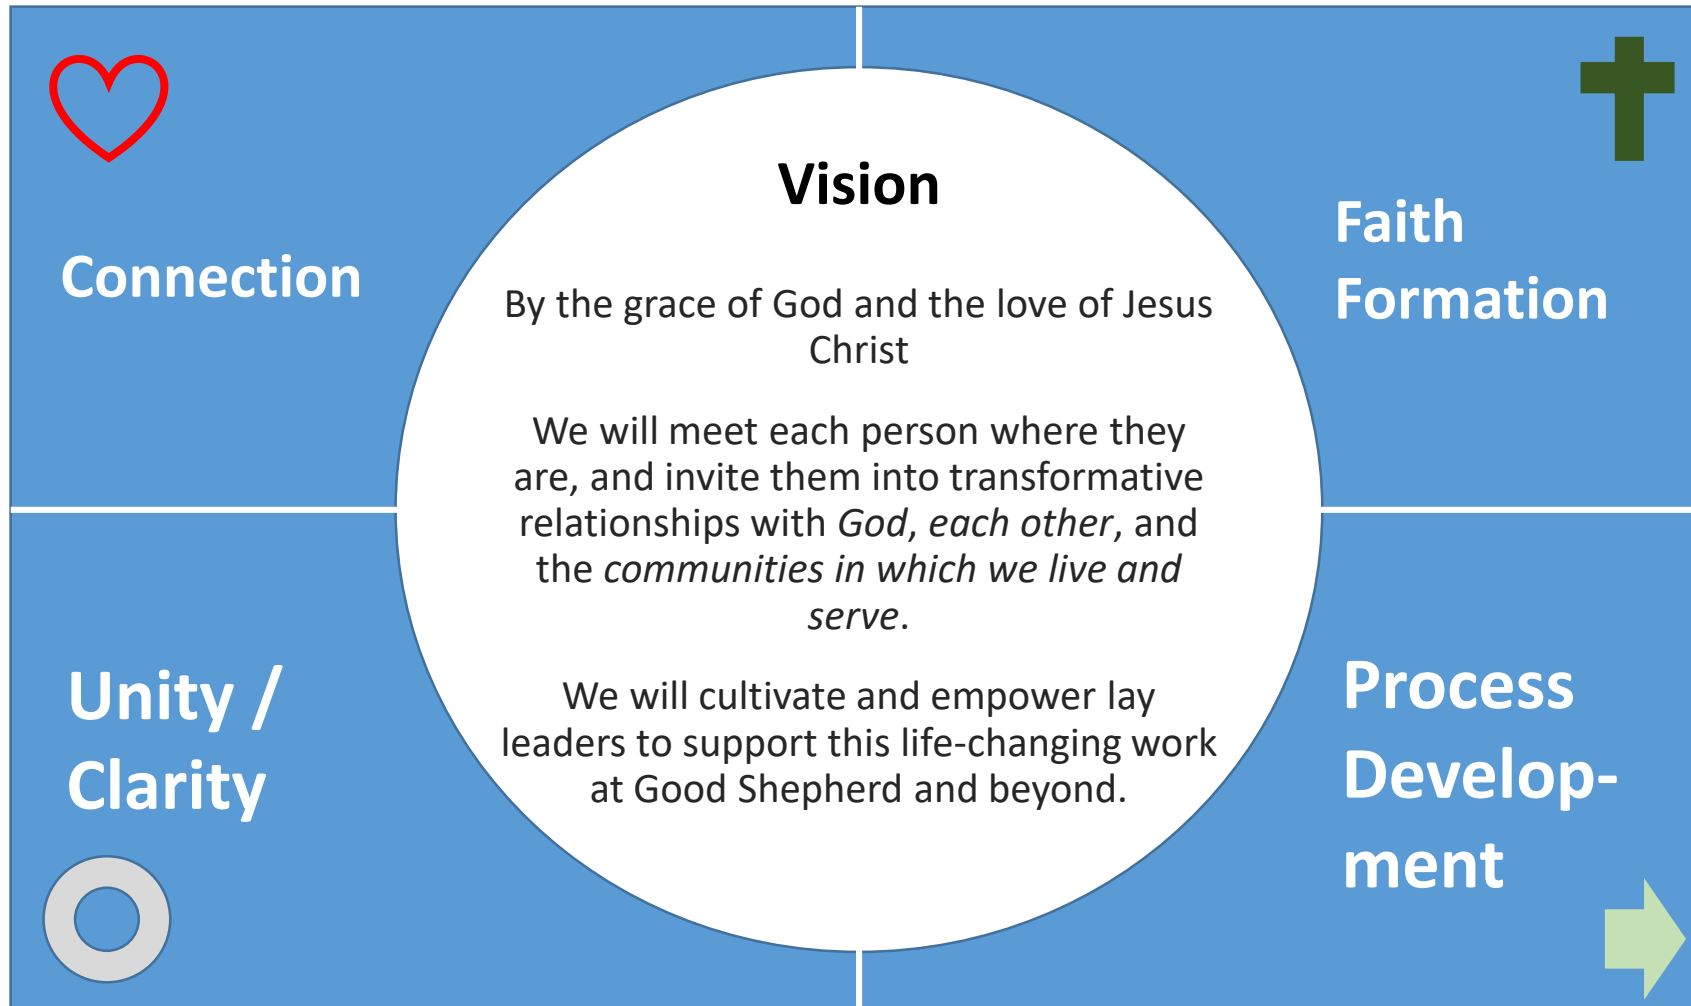 Connection
Faith
Formation
Vision
By the grace of God and the love of Jesus
Christ
We will meet each person where they
are, and invite them into transformative
relationships with God, each other, and
the communities in which we live and
serve.
We will cultivate and empower lay
leaders to support this life-changing work
at Good Shepherd and beyond.
Unity /
Clarity
Process
Develop-
ment